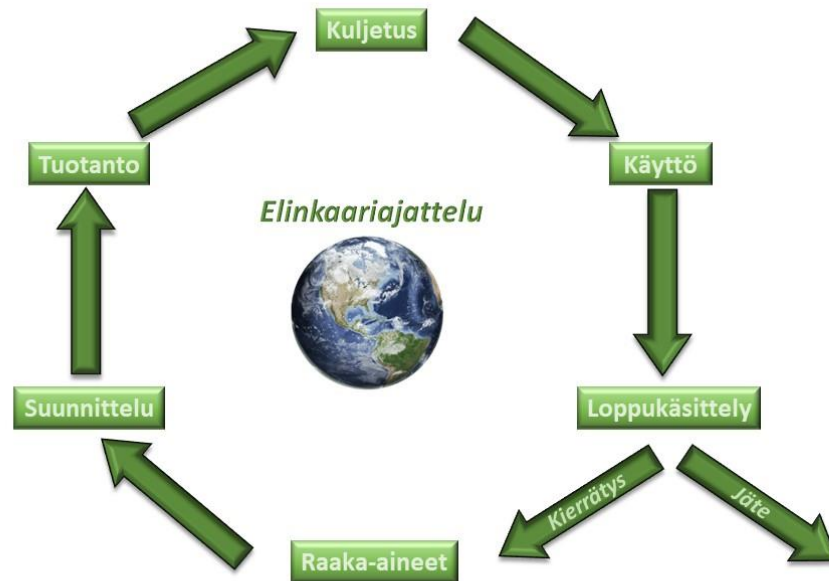 Kuljetus
Tuotanto
Käyttö
Elinkaariajattelu
Suunnittelu
Loppukäsittely
Kierrätys
Jäte
Raaka-aineet